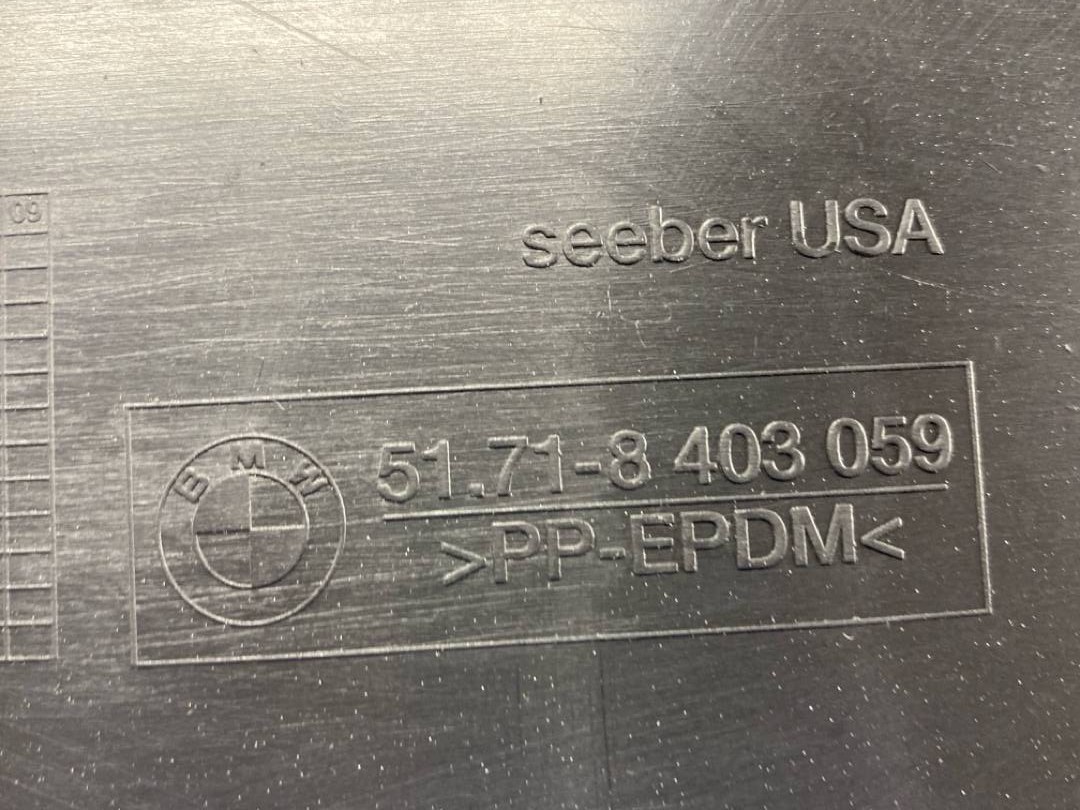 09
seeber USA
BMW
51.71-8 403 059
>PP-EPDM<